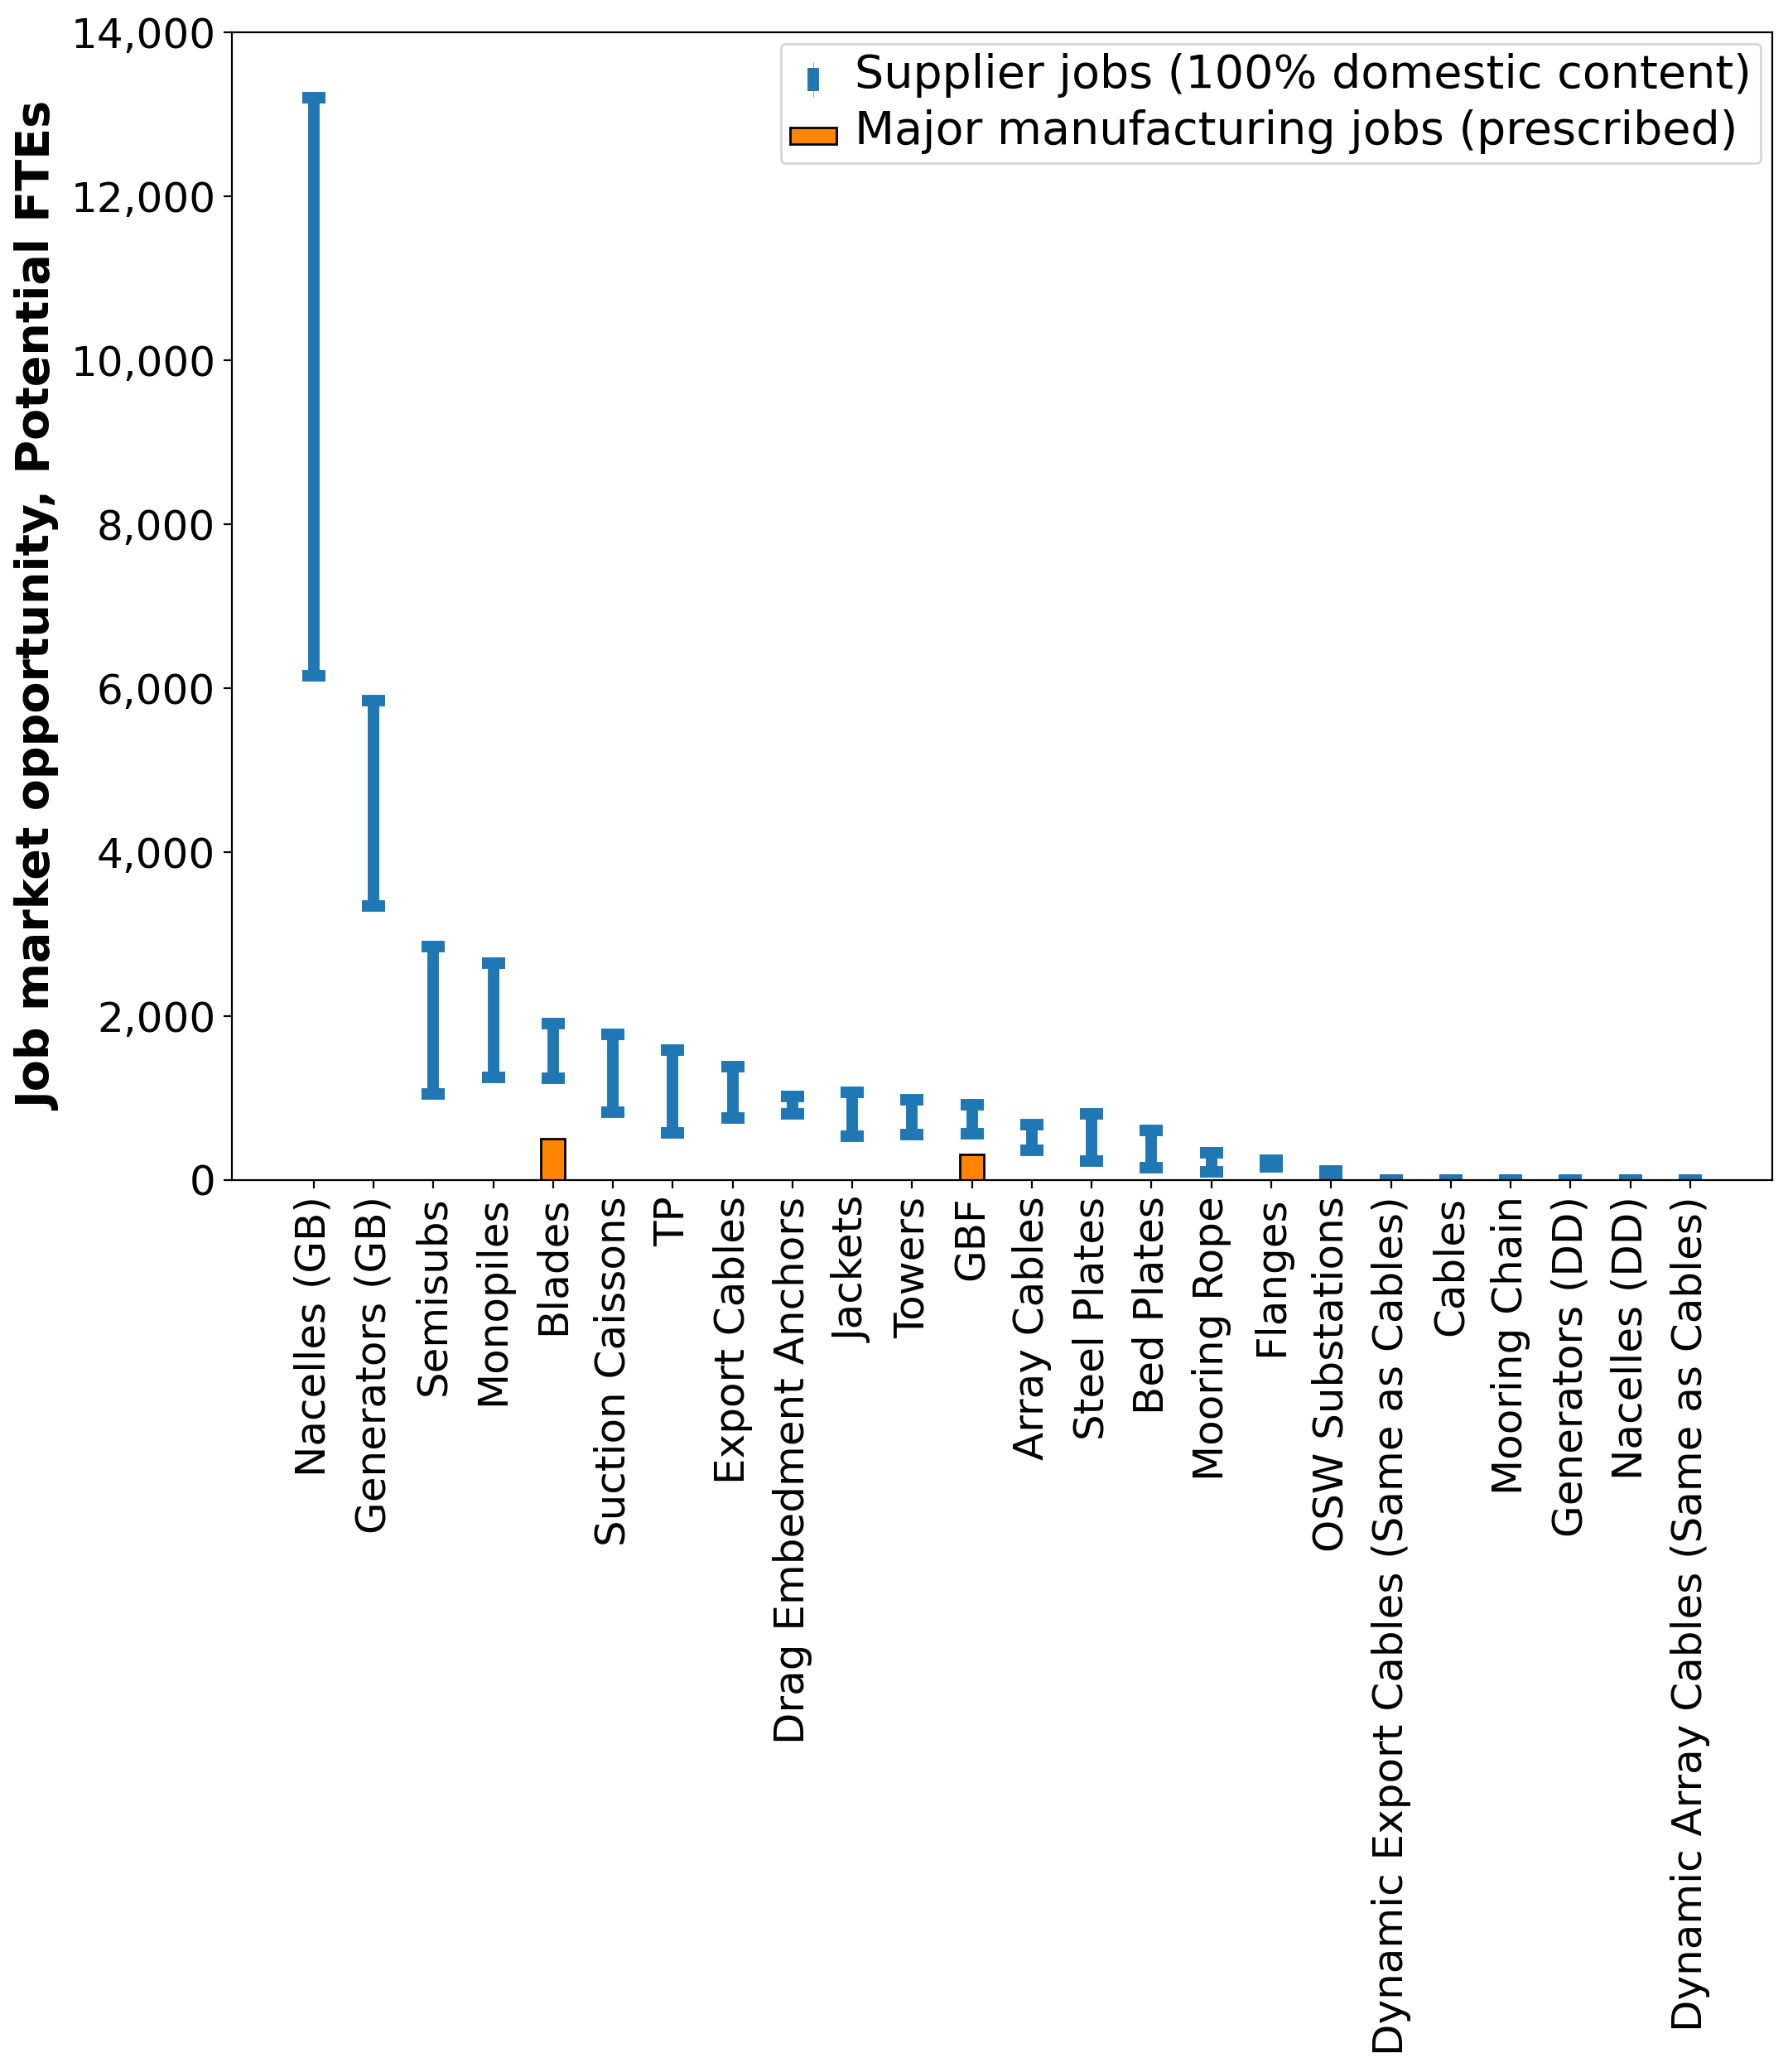 Job market opportunity, Potential FTEs
14,000
12,000
10,000
8,000
6,000
4,000
2,000
0
Supplier jobs (100% domestic content)
Major manufacturing jobs (prescribed)
Nacelles (GB)
Generators (GB)
Semisubs
Monopiles
Blades
Suction Caissons
TP
Export Cables
Drag Embedment Anchors
Jackets
Towers
GBF
Array Cables
Steel Plates
Bed Plates
Mooring Rope
Flanges
OSW Substations
Dynamic Export Cables (Same as Cables)
Cables
Mooring Chain
Generators (DD)
Nacelles (DD)
Dynamic Array Cables (Same as Cables)